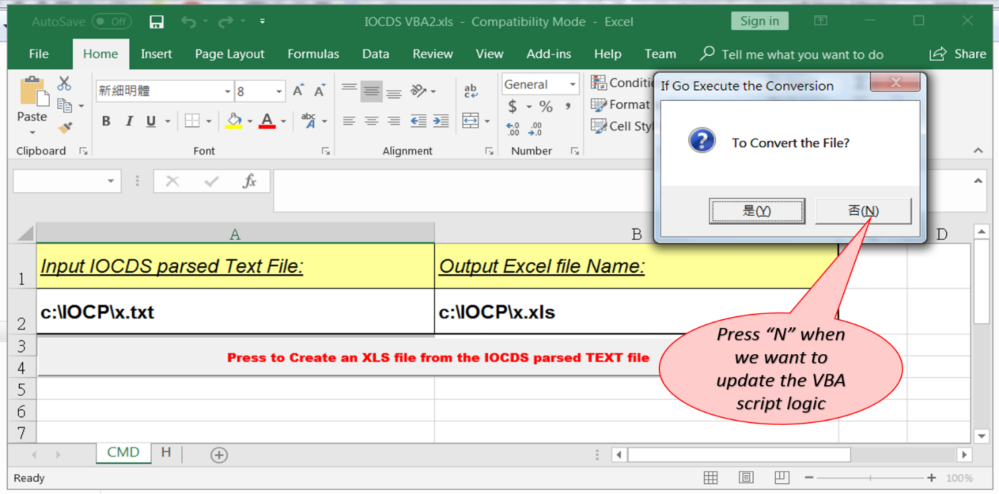 AutoSave Off IOCDS VBA2.xls - Compatibility Mode - Excel Sign in
File Home Insert Page Layout Formulas Data Review View Add-ins Help Team Tell me what you want to do Share
Paste
Clipboard
新細明體 8
B I U
Font
Alignment
General
$ % ,
Number
Format
If Go Execute the Conversion
To Convert the File?
是(Y) 否(N)
fx
A B D
1 Input IOCDS parsed Text File: Output Excel file Name:
2 c:\IOCP\x.txt c:\IOCP\x.xls
3
Press to Create an XLS file from the IOCDS parsed TEXT file
4
5
6
7
Press “N” when
we want to
update the VBA
script logic
CMD H
Ready 100%